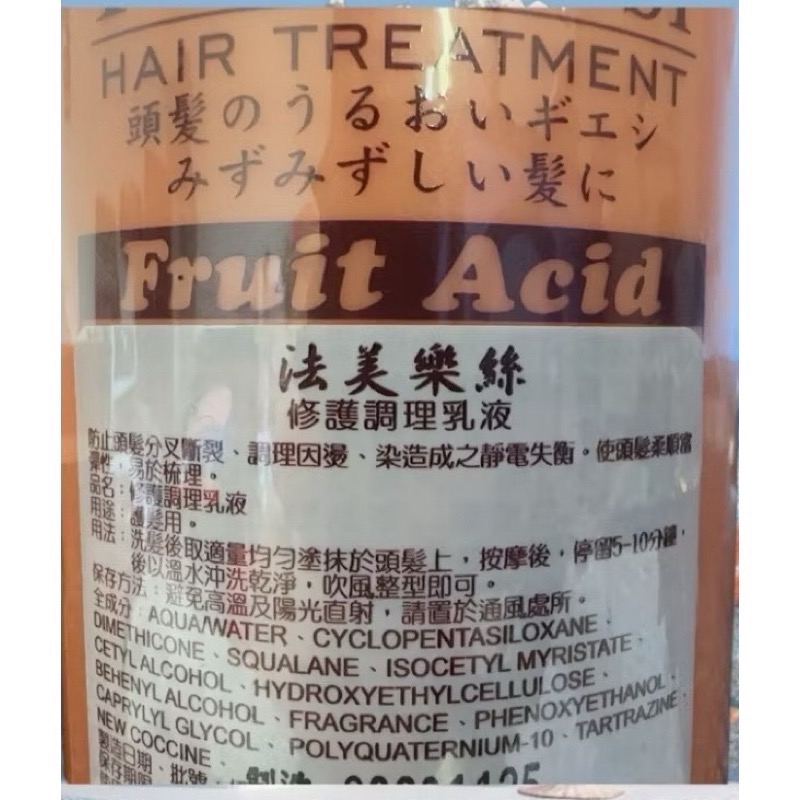 HAIR TREATMENT
頭髪のうるおいギエシ
みずみずしい髪に
Fruit Acid
法美樂絲
修護調理乳液
防止頭髮分叉斷裂、調理因燙、染造成之靜電失衡。使頭髮柔順富
彈性，易於梳理。
品名：修護調理乳液
用途：護髮用。
用法：洗髮後取適量均勻塗抹於頭髮上，按摩後，停留5-10分鐘，
後以溫水沖洗乾淨，吹風整型即可。
保存方法：避免高溫及陽光直射，請置於通風處所。
全成分：AQUA/WATER、CYCLOPENTASILOXANE、
DIMETHICONE、SQUALANE、ISOCETYL MYRISTATE、
CETYL ALCOHOL、HYDROXYETHYLCELLULOSE、
BEHENYL ALCOHOL、FRAGRANCE、PHENOXYETHANOL、
CAPRYLYL GLYCOL、POLYQUATERNIUM-10、TARTRAZINE、
NEW COCCINE、
製造日期、批號
保存期限